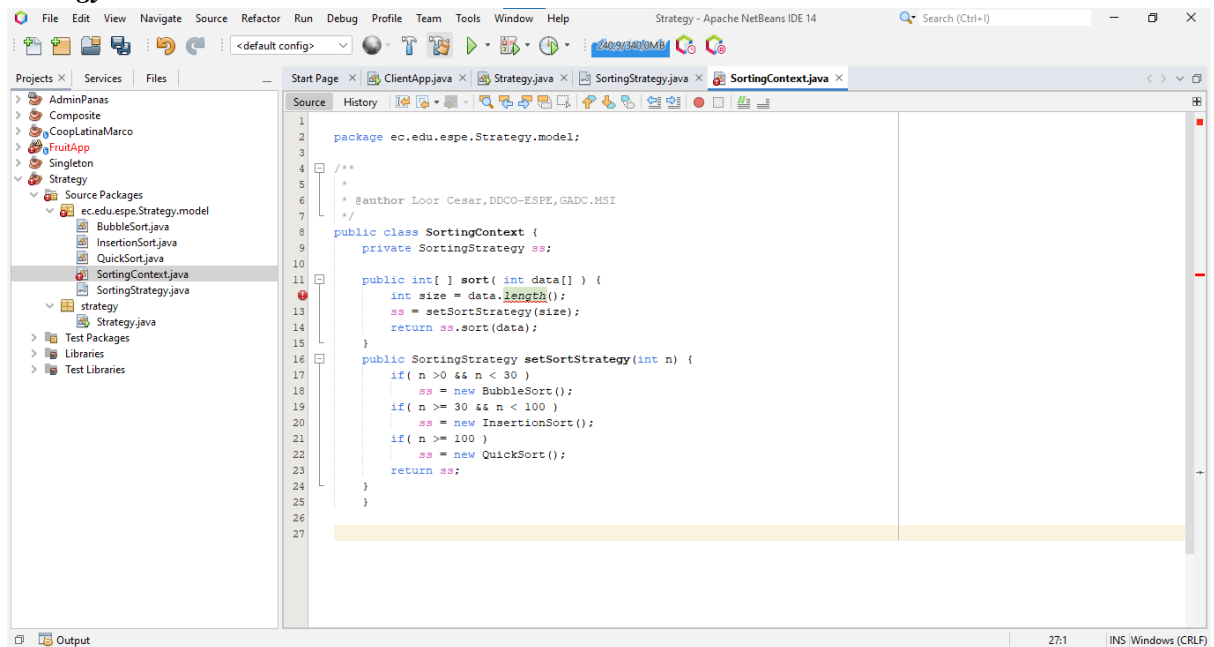 File Edit View Navigate Source Refactor Run Debug Profile Team Tools Window Help Strategy - Apache NetBeans IDE 14 Search (Ctrl+I)
<default config> 240,9/340,0MB
Projects Services Files
Start Page ClientApp.java Strategy.java SortingStrategy.java SortingContext.java
Source History
AdminPanas
Composite
CoopLatinaMarco
FruitApp
Singleton
Strategy
Source Packages
ec.edu.espe.Strategy.model
BubbleSort.java
InsertionSort.java
QuickSort.java
SortingContext.java
SortingStrategy.java
strategy
Strategy.java
Test Packages
Libraries
Test Libraries
1
2 package ec.edu.espe.Strategy.model;
3
4 /**
5 *
6 * @author Loor Cesar,DDCO-ESPE,GADC.MSI
7 */
8 public class SortingContext {
9 private SortingStrategy ss;
10
11 public int[ ] sort( int data[] ) {
int size = data.length();
13 ss = setSortStrategy(size);
14 return ss.sort(data);
15 }
16 public SortingStrategy setSortStrategy(int n) {
17 if( n >0 && n < 30 )
18 ss = new BubbleSort();
19 if( n >= 30 && n < 100 )
20 ss = new InsertionSort();
21 if( n >= 100 )
22 ss = new QuickSort();
23 return ss;
24 }
25 }
26
27
Output 27:1 INS Windows (CRLF)